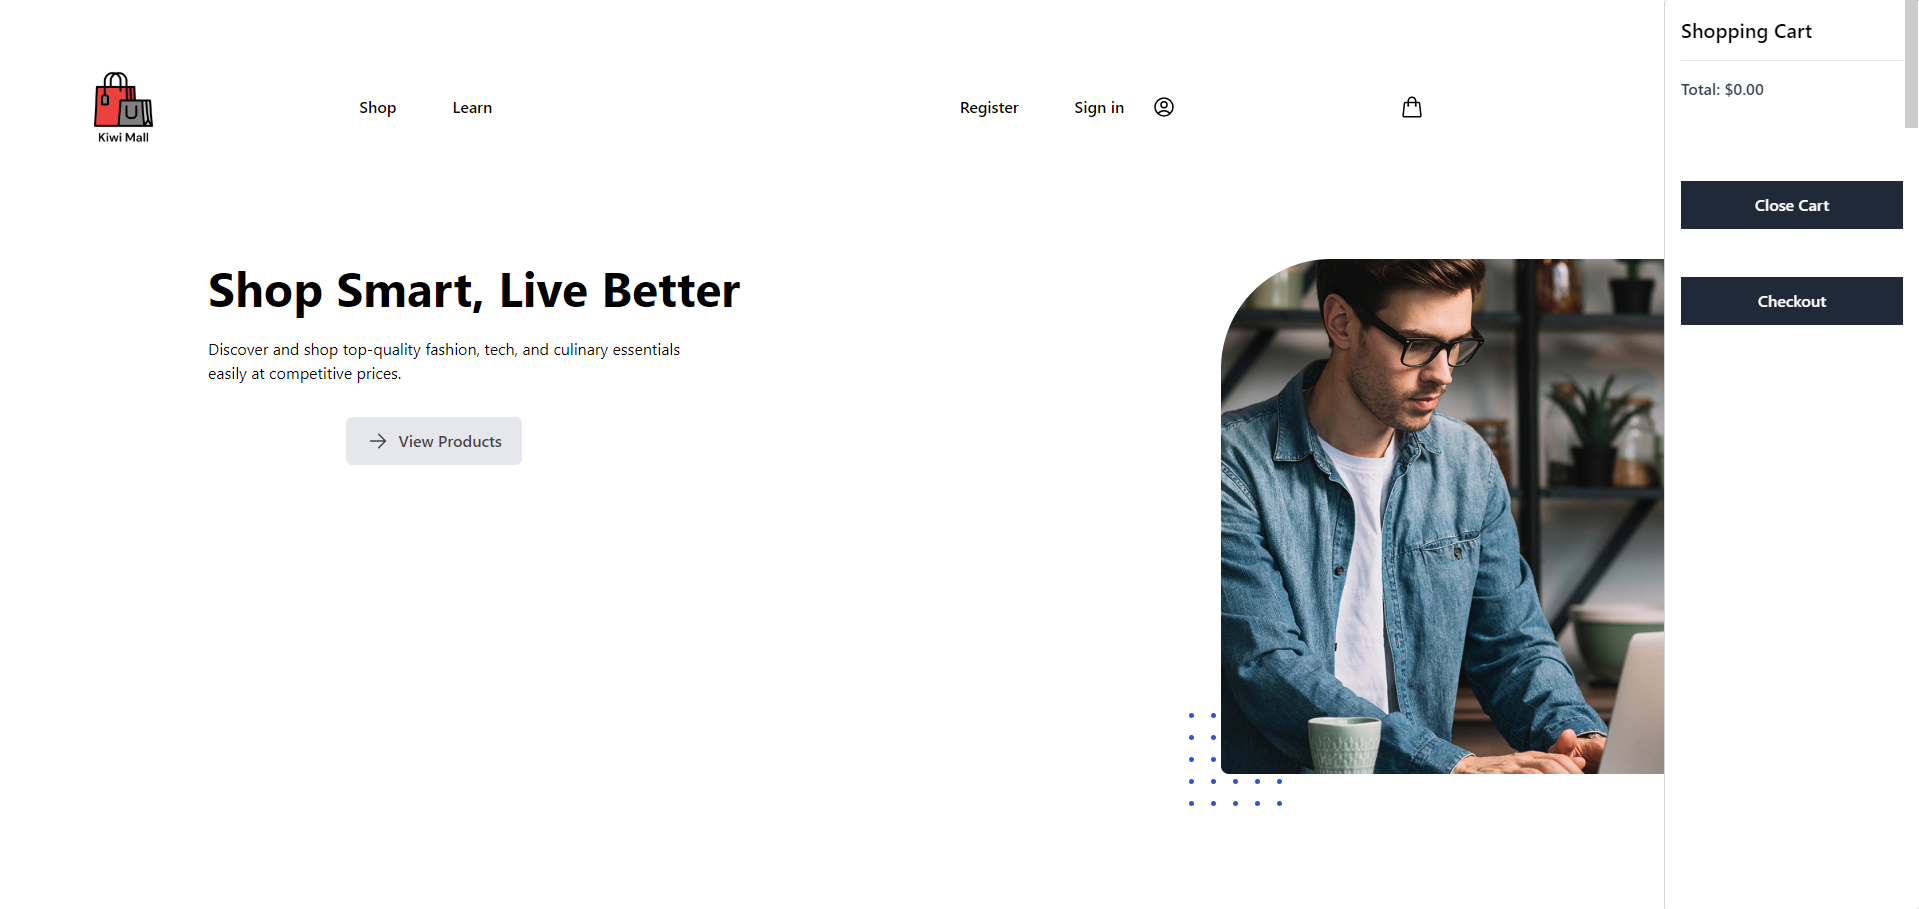 Kiwi Mall
Shop
Learn
Register
Sign in
Shop Smart, Live Better
Discover and shop top-quality fashion, tech, and culinary essentials
easily at competitive prices.
View Products
Shopping Cart
Total: $0.00
Close Cart
Checkout